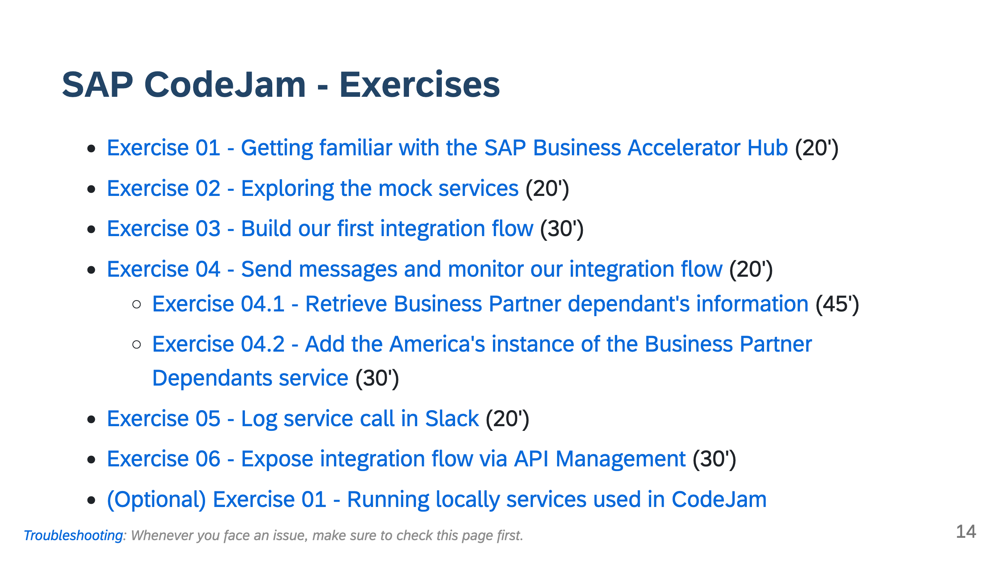 SAP CodeJam - Exercises
• Exercise 01 - Getting familiar with the SAP Business Accelerator Hub (20')
• Exercise 02 - Exploring the mock services (20')
• Exercise 03 - Build our first integration flow (30')
• Exercise 04 - Send messages and monitor our integration flow (20')
○ Exercise 04.1 - Retrieve Business Partner dependant's information (45')
○ Exercise 04.2 - Add the America's instance of the Business Partner
Dependants service (30')
• Exercise 05 - Log service call in Slack (20')
• Exercise 06 - Expose integration flow via API Management (30')
• (Optional) Exercise 01 - Running locally services used in CodeJam
Troubleshooting: Whenever you face an issue, make sure to check this page first.
14